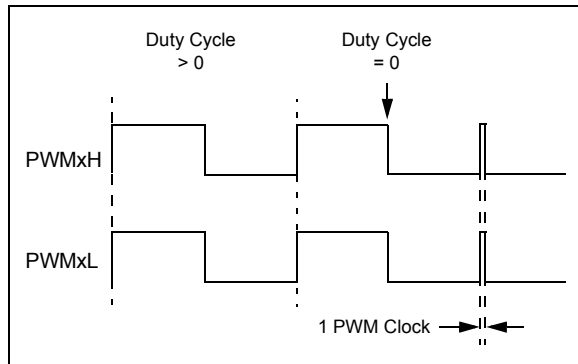 Duty Cycle
> 0
Duty Cycle
= 0
PWMxH
PWMxL
1 PWM Clock